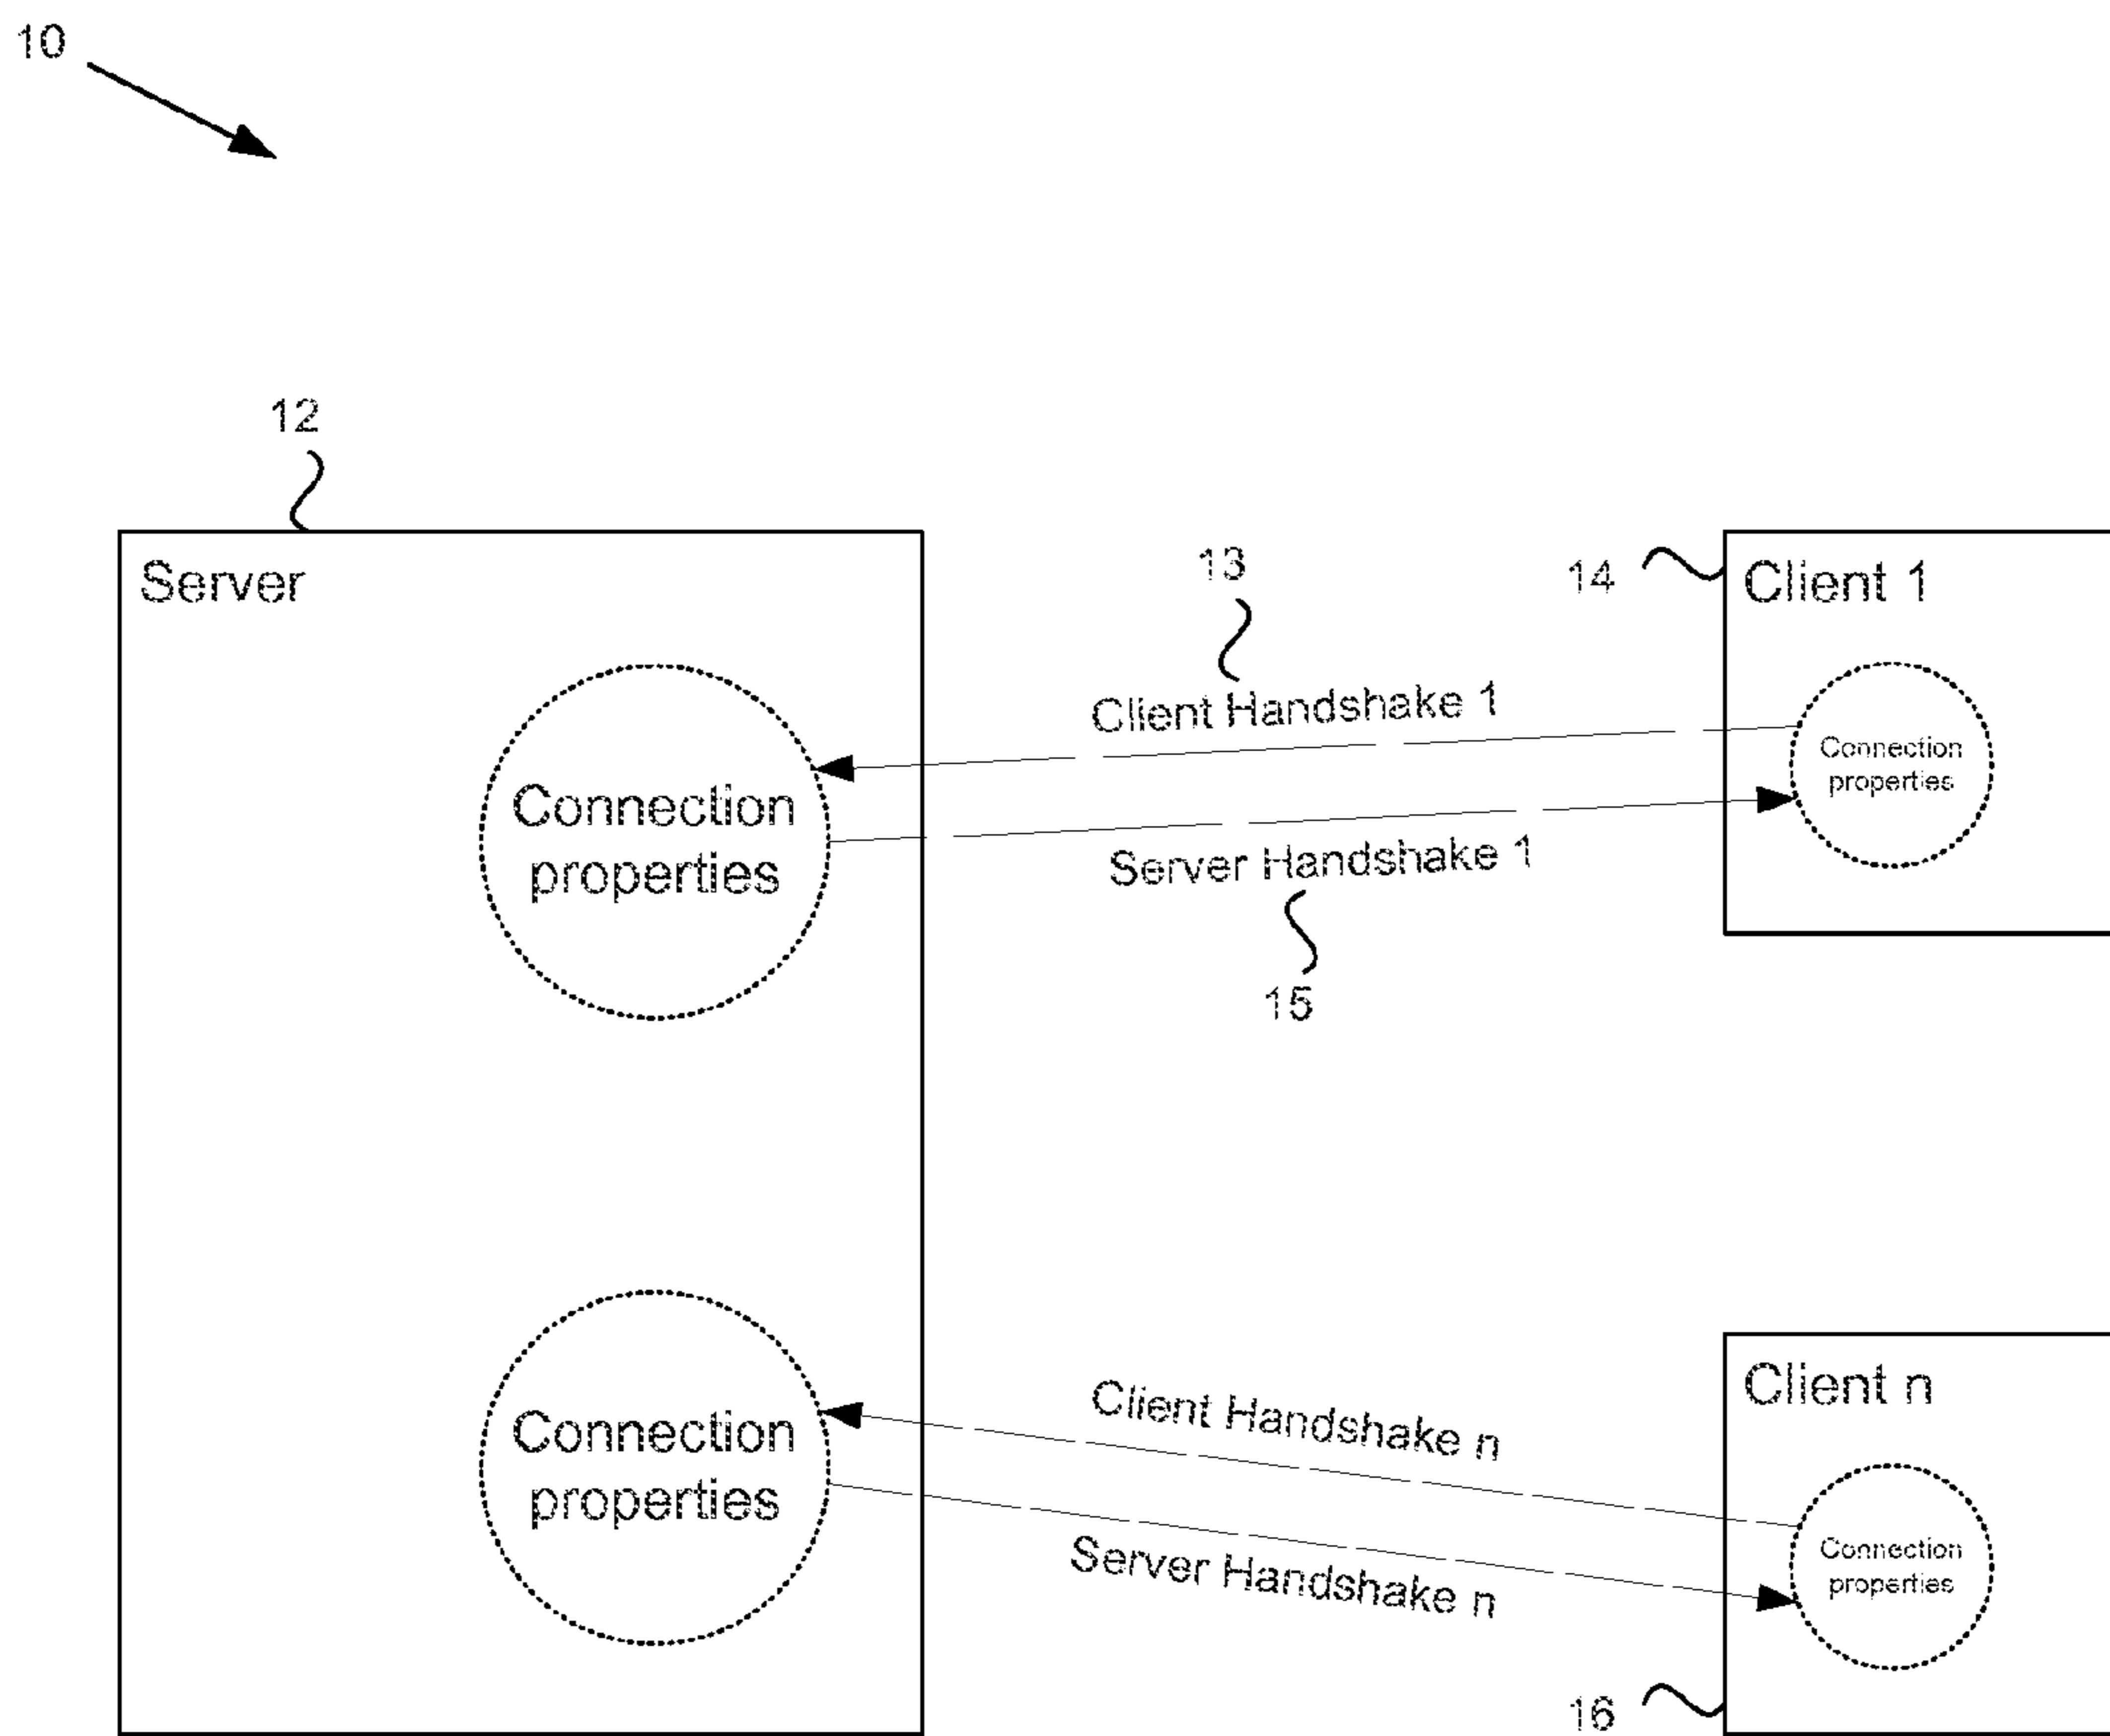 10
12
Server
13
14
Client 1
Client Handshake 1
Connection
properties
Connection
properties
Server Handshake 1
15
Client n
Client Handshake n
Connection
properties
Server Handshake n
Connection
properties
16